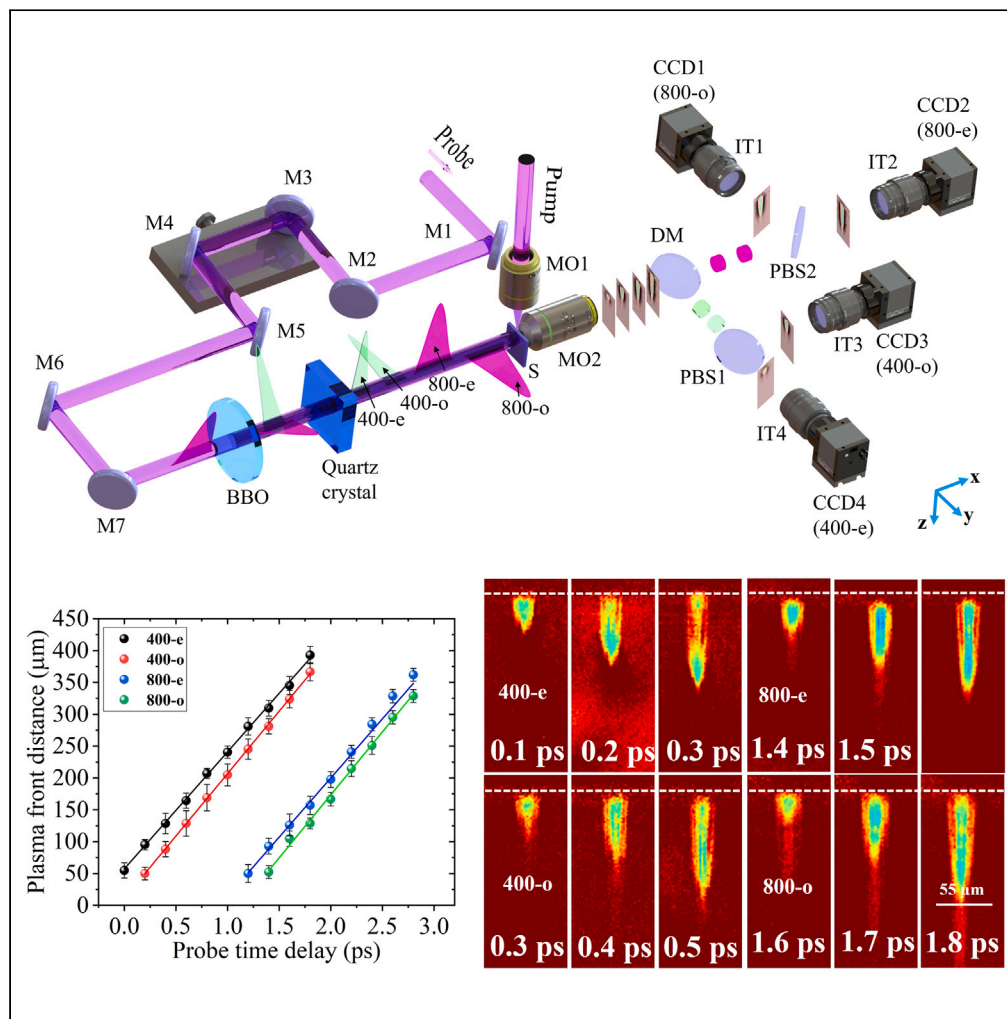 CCD1
(800-o)
IT1
CCD2
(800-e)
IT2
Probe
Pump
M3
M4
M1
M2
MO1
DM
PBS2
M5
MO2
CCD3
(400-o)
IT3
M6
800-e
S
PBS1
400-o
400-e
800-o
IT4
BBO
Quartz
crystal
M7
CCD4
(400-e)
x
y
z
Plasma front distance (μm)
450
400
350
300
250
200
150
100
50
0
400-e
400-o
800-e
800-o
0.0 0.5 1.0 1.5 2.0 2.5 3.0
Probe time delay (ps)
400-e
800-e
0.1 ps 0.2 ps 0.3 ps 1.4 ps 1.5 ps
400-o
800-o
55 μm
0.3 ps 0.4 ps 0.5 ps 1.6 ps 1.7 ps 1.8 ps